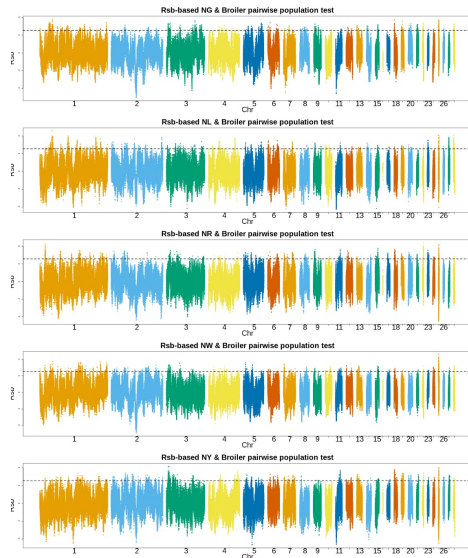 Rsb-based NG & Broiler pairwise population test
1 2 3 4 5 6 7 8 9 11 13 15 18 20 23 26
Chr
Rsb-based NL & Broiler pairwise population test
1 2 3 4 5 6 7 8 9 11 13 15 18 20 23 26
Chr
Rsb-based NR & Broiler pairwise population test
1 2 3 4 5 6 7 8 9 11 13 15 18 20 23 26
Chr
Rsb-based NW & Broiler pairwise population test
1 2 3 4 5 6 7 8 9 11 13 15 18 20 23 26
Chr
Rsb-based NY & Broiler pairwise population test
1 2 3 4 5 6 7 8 9 11 13 15 18 20 23 26
Chr